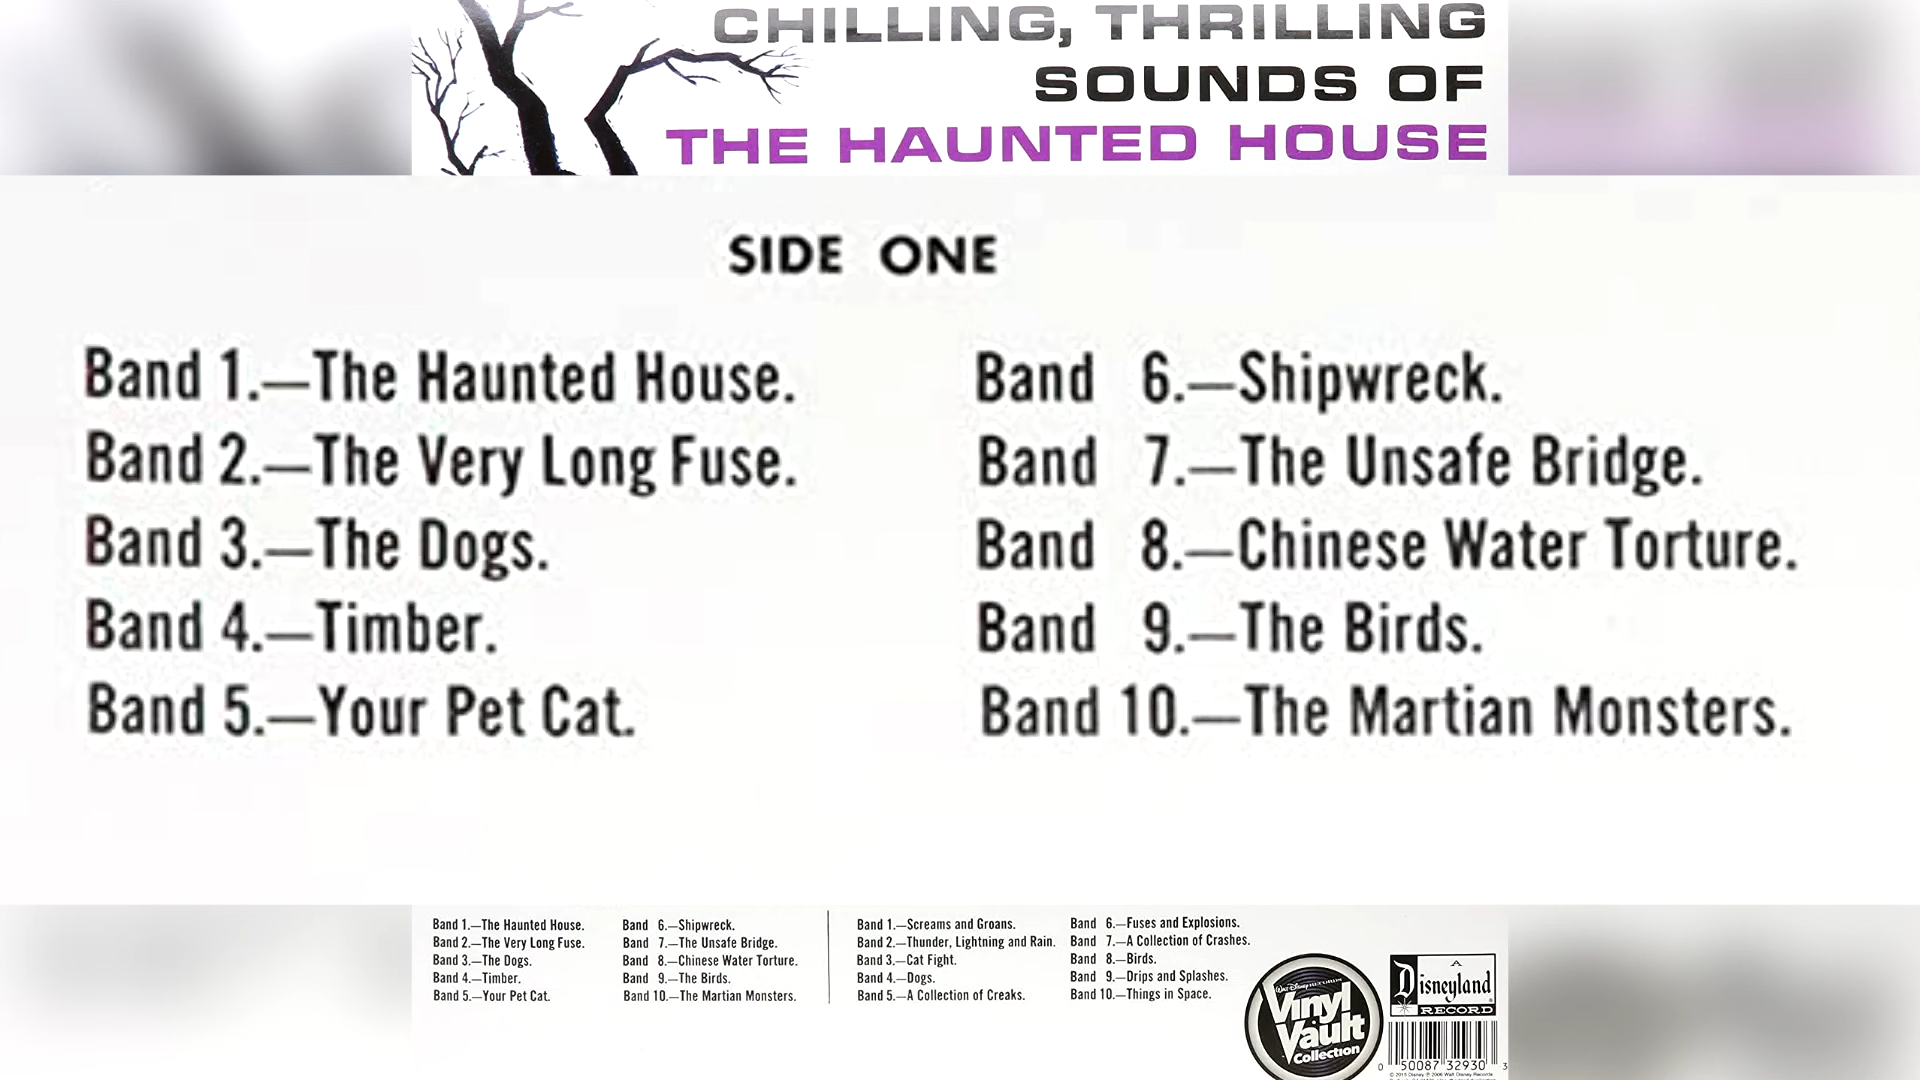 CHILLING, THRILLING
SOUNDS OF
THE HAUNTED HOUSE
SIDE ONE
Band 1.—The Haunted House.
Band 2.—The Very Long Fuse.
Band 3.—The Dogs.
Band 4.—Timber.
Band 5.—Your Pet Cat.
Band 6.—Shipwreck.
Band 7.—The Unsafe Bridge.
Band 8.—Chinese Water Torture.
Band 9.—The Birds.
Band 10.—The Martian Monsters.
Band 1.—The Haunted House.
Band 2.—The Very Long Fuse.
Band 3.—The Dogs.
Band 4.—Timber.
Band 5.—Your Pet Cat.
Band 6.—Shipwreck.
Band 7.—The Unsafe Bridge.
Band 8.—Chinese Water Torture.
Band 9.—The Birds.
Band 10.—The Martian Monsters.
Band 1.—Screams and Groans.
Band 2.—Thunder, Lightning and Rain.
Band 3.—Cat Fight.
Band 4.—Dogs.
Band 5.—A Collection of Creaks.
Band 6.—Fuses and Explosions.
Band 7.—A Collection of Crashes.
Band 8.—Birds.
Band 9.—Drips and Splashes.
Band 10.—Things in Space.
Walt Disney RECORDS
Vinyl
Vault
Collection
A
Disneyland
RECORD
0 50087 32930 3